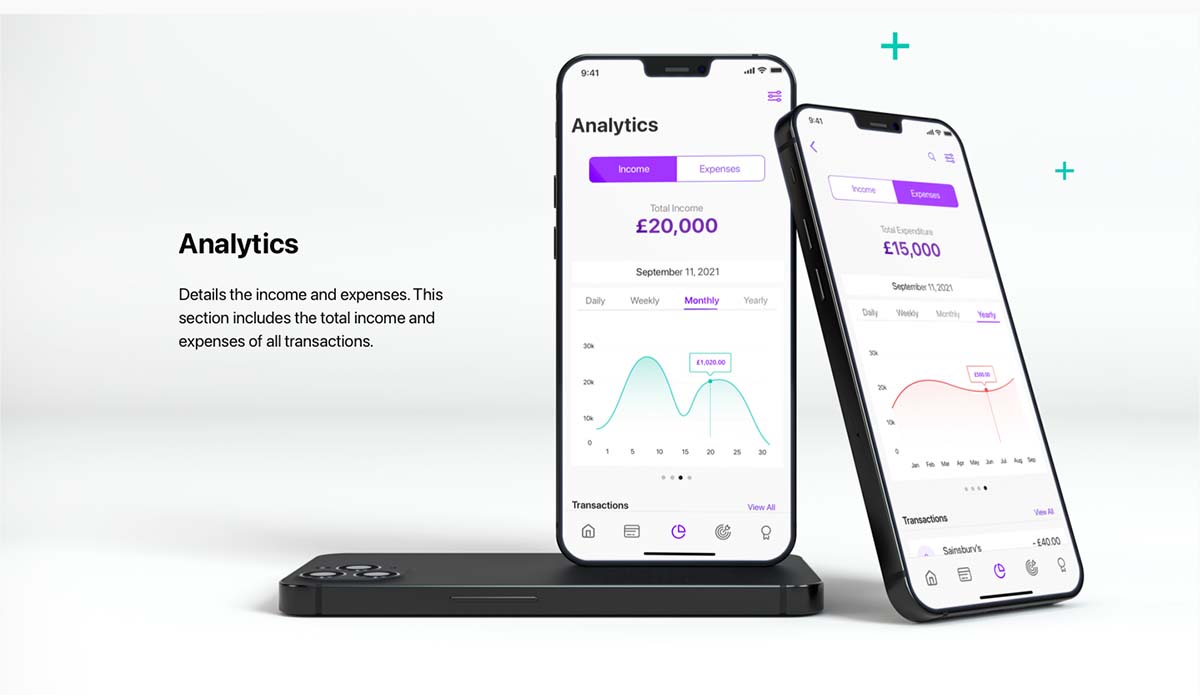 Analytics
Details the income and expenses. This
section includes the total income and
expenses of all transactions.
9:41
Analytics
Income Expenses
Total Income
£20,000
September 11, 2021
Daily Weekly Monthly Yearly
30k
£1,020.00
20k
10k
0
1 5 10 15 20 25 30
Transactions View All
9:41
Income Expenses
Total Expenditure
£15,000
September 11, 2021
Daily Weekly Monthly Yearly
30k
£500.00
20k
10k
0
Jan Feb Mar Apr May Jun Jul Aug Sep
Transactions View All
Sainsbury's - £40.00